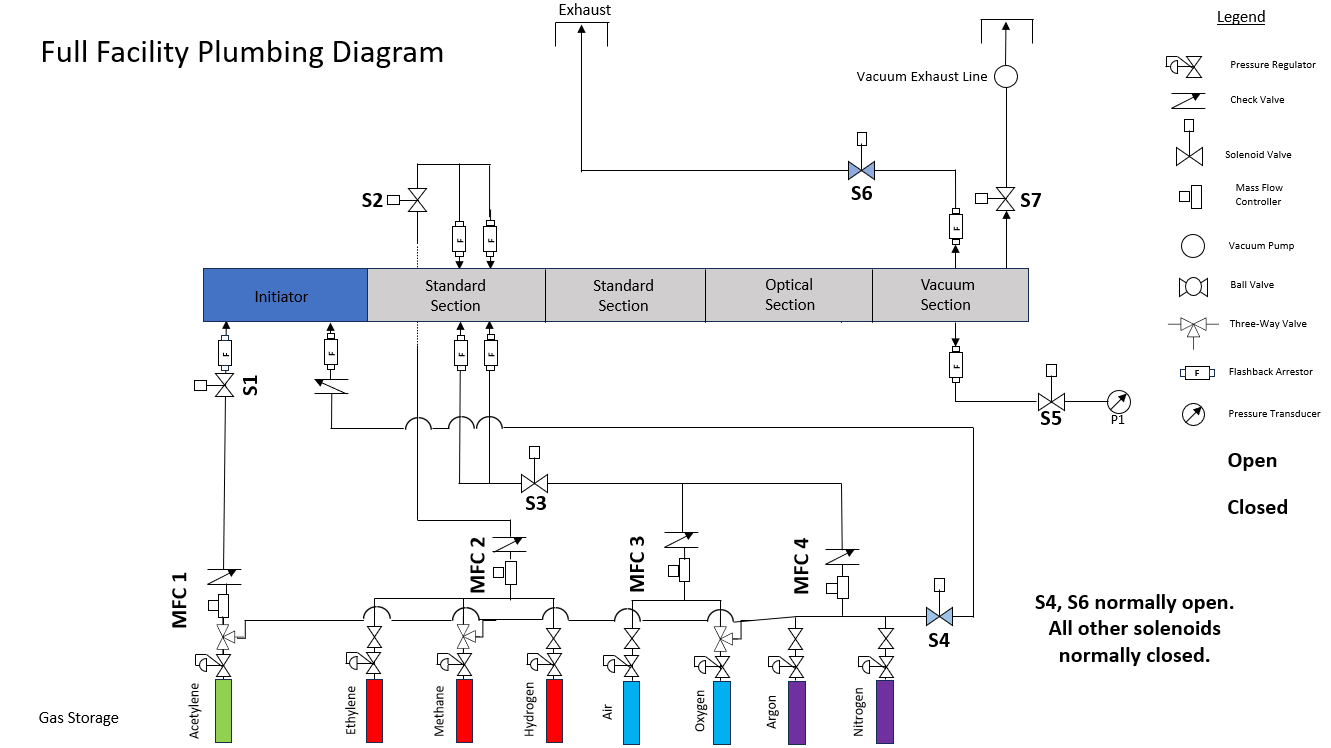 Exhaust
Legend
Full Facility Plumbing Diagram
Pressure Regulator
Vacuum Exhaust Line
Check Valve
Solenoid Valve
S6
S2
S7
Mass Flow
Controller
F
F
F
Vacuum Pump
Initiator
Standard
Section
Standard
Section
Optical
Section
Vacuum
Section
Ball Valve
Three-Way Valve
F
F
F
F
F
F
Flashback Arrestor
S1
S5
P1
Pressure Transducer
Open
S3
Closed
MFC 1
MFC 2
MFC 3
MFC 4
S4, S6 normally open.
All other solenoids
normally closed.
S4
Gas Storage
Acetylene
Ethylene
Methane
Hydrogen
Air
Oxygen
Argon
Nitrogen